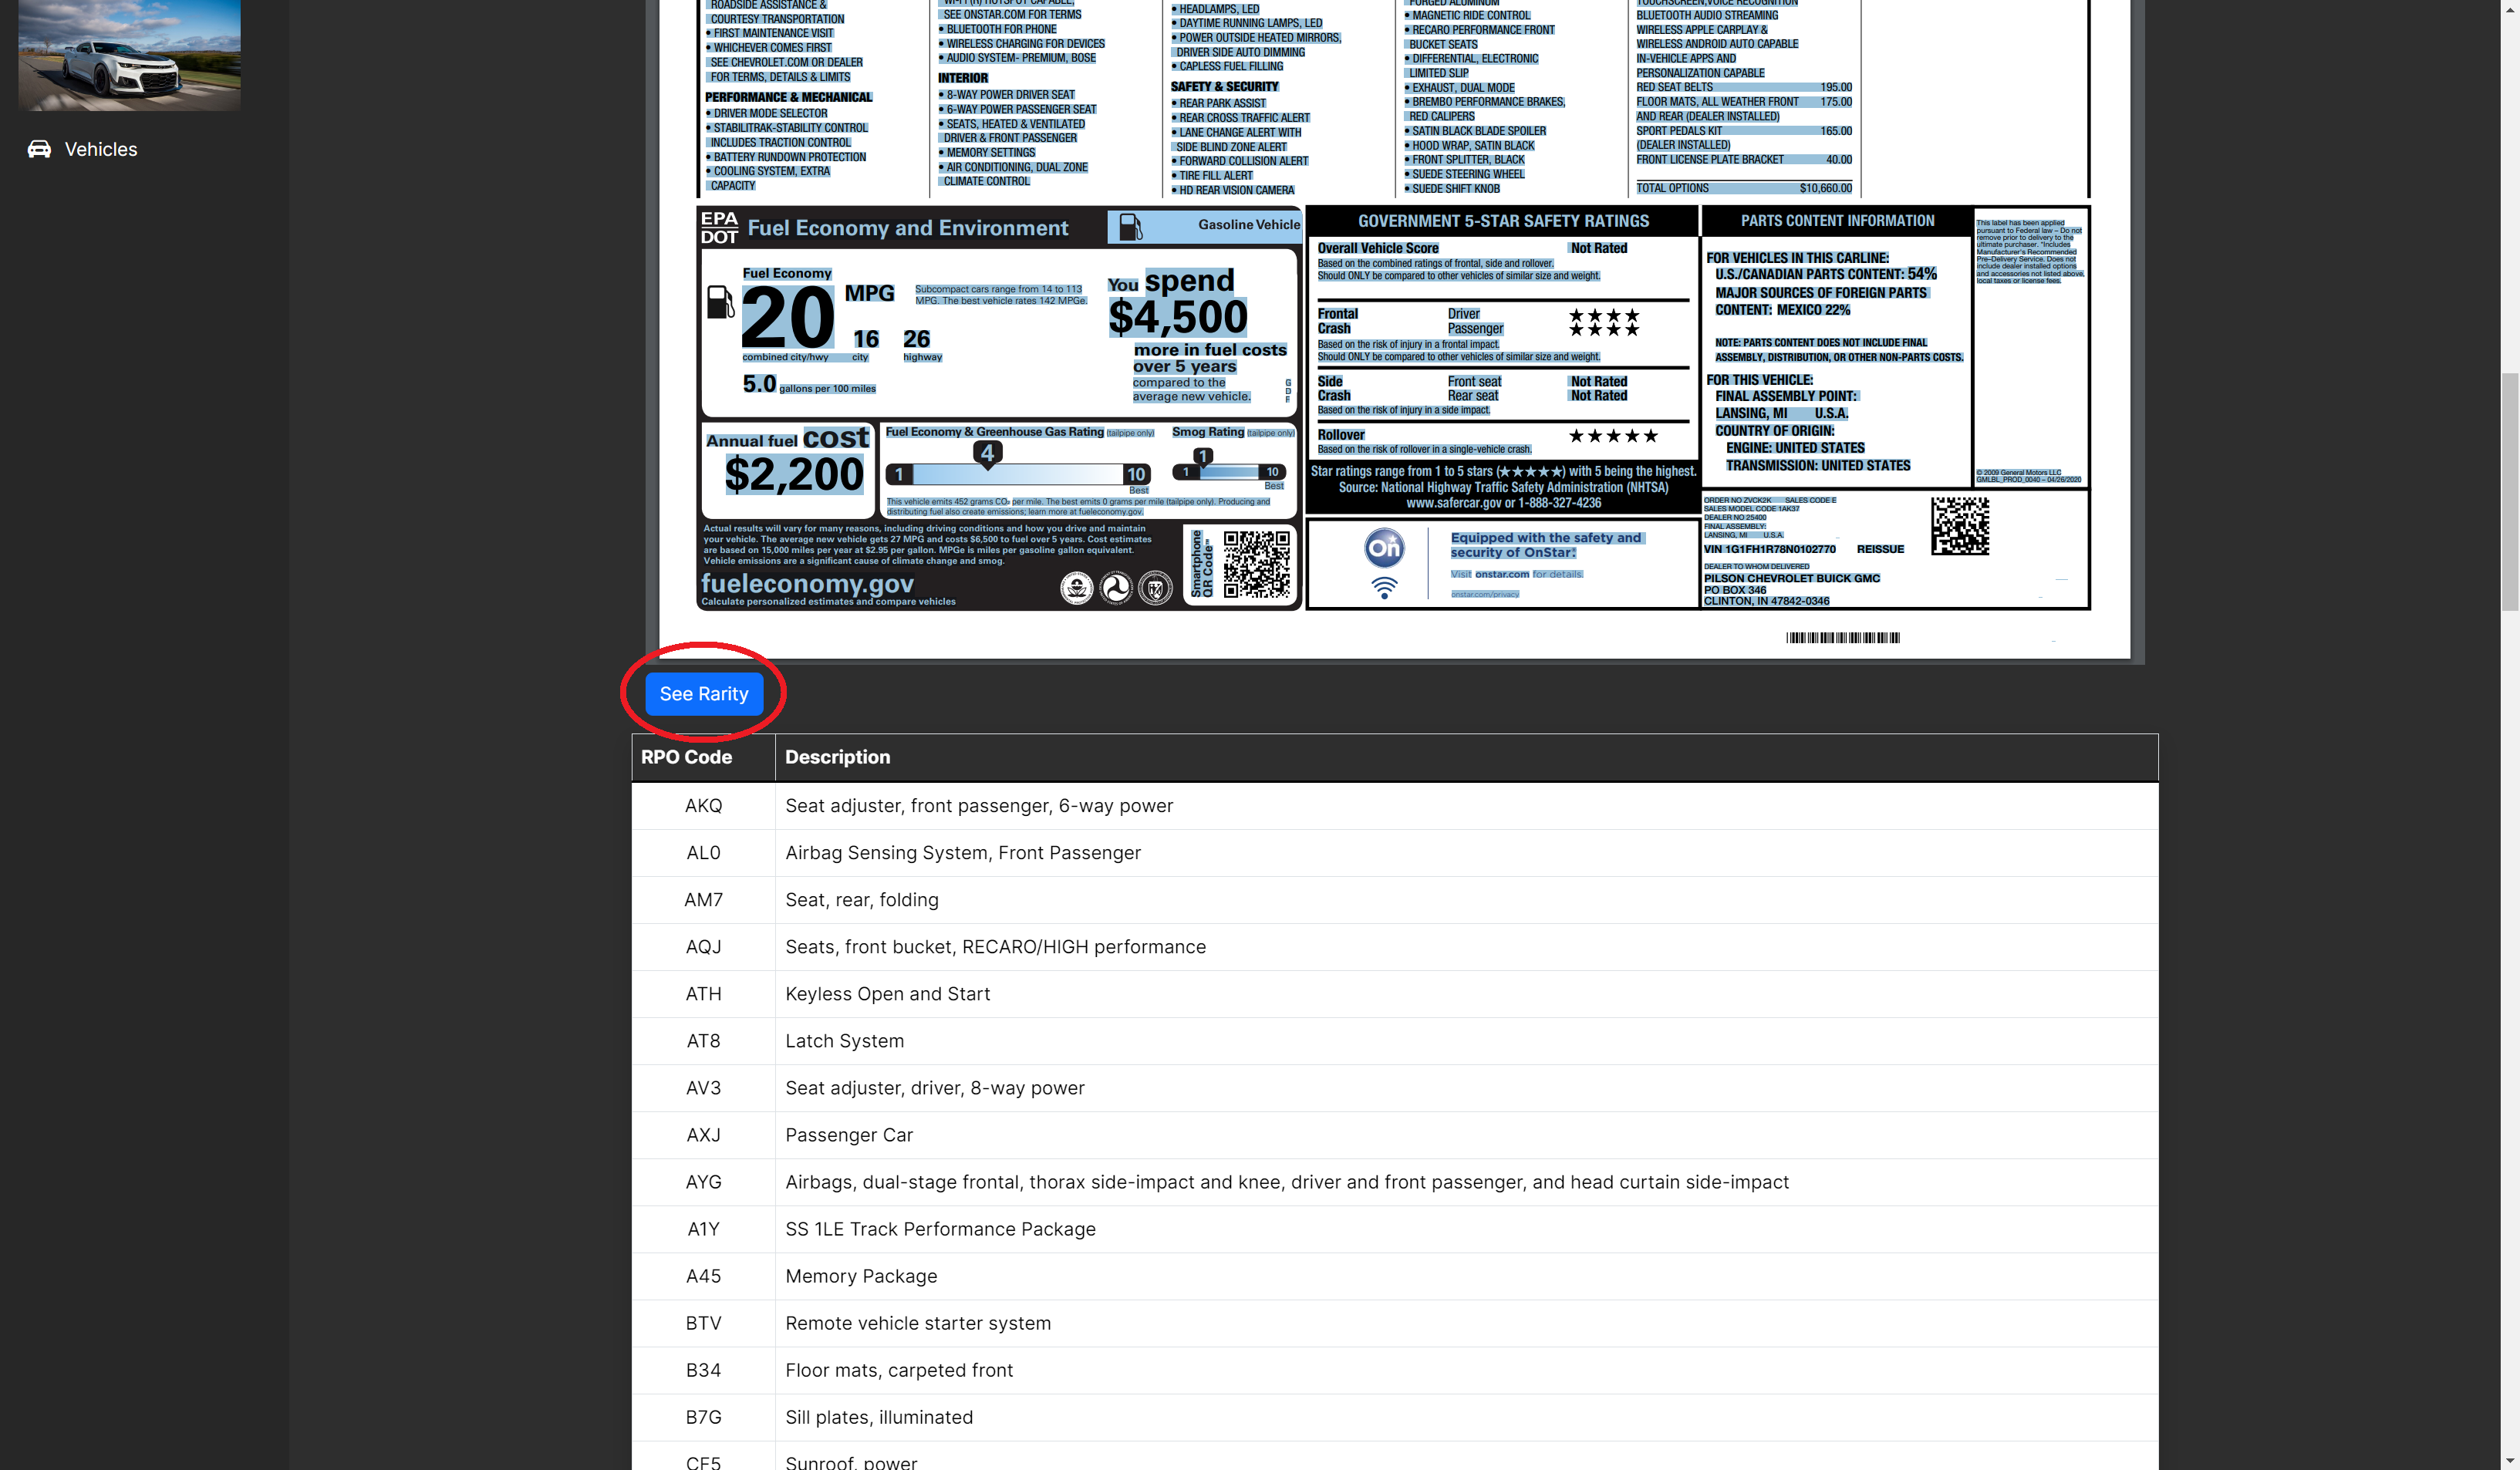 Vehicles
ROADSIDE ASSISTANCE &
COURTESY TRANSPORTATION
• FIRST MAINTENANCE VISIT
• WHICHEVER COMES FIRST
SEE CHEVROLET.COM OR DEALER
FOR TERMS, DETAILS & LIMITS
PERFORMANCE & MECHANICAL
• DRIVER MODE SELECTOR
• STABILITRAK-STABILITY CONTROL
INCLUDES TRACTION CONTROL
• BATTERY RUNDOWN PROTECTION
• COOLING SYSTEM, EXTRA
CAPACITY
WI-FI (R) HOTSPOT CAPABLE,
SEE ONSTAR.COM FOR TERMS
• BLUETOOTH FOR PHONE
• WIRELESS CHARGING FOR DEVICES
• AUDIO SYSTEM- PREMIUM, BOSE
INTERIOR
• 8-WAY POWER DRIVER SEAT
• 6-WAY POWER PASSENGER SEAT
• SEATS, HEATED & VENTILATED
DRIVER & FRONT PASSENGER
• MEMORY SETTINGS
• AIR CONDITIONING, DUAL ZONE
CLIMATE CONTROL
• HEADLAMPS, LED
• DAYTIME RUNNING LAMPS, LED
• POWER OUTSIDE HEATED MIRRORS,
DRIVER SIDE AUTO DIMMING
• CAPLESS FUEL FILLING
SAFETY & SECURITY
• REAR PARK ASSIST
• REAR CROSS TRAFFIC ALERT
• LANE CHANGE ALERT WITH
SIDE BLIND ZONE ALERT
• FORWARD COLLISION ALERT
• TIRE FILL ALERT
• HD REAR VISION CAMERA
FORGED ALUMINUM
• MAGNETIC RIDE CONTROL
• RECARO PERFORMANCE FRONT
BUCKET SEATS
• DIFFERENTIAL, ELECTRONIC
LIMITED SLIP
• EXHAUST, DUAL MODE
• BREMBO PERFORMANCE BRAKES,
RED CALIPERS
• SATIN BLACK BLADE SPOILER
• HOOD WRAP, SATIN BLACK
• FRONT SPLITTER, BLACK
• SUEDE STEERING WHEEL
• SUEDE SHIFT KNOB
TOUCHSCREEN,VOICE RECOGNITION
BLUETOOTH AUDIO STREAMING
WIRELESS APPLE CARPLAY &
WIRELESS ANDROID AUTO CAPABLE
IN-VEHICLE APPS AND
PERSONALIZATION CAPABLE
RED SEAT BELTS 195.00
FLOOR MATS, ALL WEATHER FRONT 175.00
AND REAR (DEALER INSTALLED)
SPORT PEDALS KIT 165.00
(DEALER INSTALLED)
FRONT LICENSE PLATE BRACKET 40.00
TOTAL OPTIONS $10,660.00
EPA
DOT
Fuel Economy and Environment
Gasoline Vehicle
Fuel Economy
20 MPG
16 26
combined city/hwy city highway
5.0 gallons per 100 miles
Subcompact cars range from 14 to 113
MPG. The best vehicle rates 142 MPGe.
You spend
$4,500
more in fuel costs
over 5 years
compared to the
average new vehicle.
G
D
F
Annual fuel cost
$2,200
Fuel Economy & Greenhouse Gas Rating (tailpipe only)
4
1 10
Best
Smog Rating (tailpipe only)
1
1 10
Best
This vehicle emits 452 grams CO₂ per mile. The best emits 0 grams per mile (tailpipe only). Producing and
distributing fuel also create emissions; learn more at fueleconomy.gov.
Actual results will vary for many reasons, including driving conditions and how you drive and maintain
your vehicle. The average new vehicle gets 27 MPG and costs $6,500 to fuel over 5 years. Cost estimates
are based on 15,000 miles per year at $2.95 per gallon. MPGe is miles per gasoline gallon equivalent.
Vehicle emissions are a significant cause of climate change and smog.
fueleconomy.gov
Calculate personalized estimates and compare vehicles
Smartphone
QR Code™
GOVERNMENT 5-STAR SAFETY RATINGS
Overall Vehicle Score Not Rated
Based on the combined ratings of frontal, side and rollover.
Should ONLY be compared to other vehicles of similar size and weight.
Frontal Driver ★★★★
Crash Passenger ★★★★
Based on the risk of injury in a frontal impact.
Should ONLY be compared to other vehicles of similar size and weight.
Side Front seat Not Rated
Crash Rear seat Not Rated
Based on the risk of injury in a side impact.
Rollover ★★★★★
Based on the risk of rollover in a single-vehicle crash.
Star ratings range from 1 to 5 stars (★★★★★) with 5 being the highest.
Source: National Highway Traffic Safety Administration (NHTSA)
www.safercar.gov or 1-888-327-4236
On
Equipped with the safety and
security of OnStar®.
Visit onstar.com for details.
onstar.com/privacy
PARTS CONTENT INFORMATION
FOR VEHICLES IN THIS CARLINE:
U.S./CANADIAN PARTS CONTENT: 54%
MAJOR SOURCES OF FOREIGN PARTS
CONTENT: MEXICO 22%
NOTE: PARTS CONTENT DOES NOT INCLUDE FINAL
ASSEMBLY, DISTRIBUTION, OR OTHER NON-PARTS COSTS.
FOR THIS VEHICLE:
FINAL ASSEMBLY POINT:
LANSING, MI U.S.A.
COUNTRY OF ORIGIN:
ENGINE: UNITED STATES
TRANSMISSION: UNITED STATES
This label has been applied
pursuant to Federal law – Do not
remove prior to delivery to the
ultimate purchaser. *Includes
Manufacturer's Recommended
Pre-Delivery Service. Does not
include dealer installed options
and accessories not listed above,
local taxes or license fees.
© 2009 General Motors LLC
GMLBL_PROD_0040 - 04/26/2020
ORDER NO ZVCK2K SALES CODE E
SALES MODEL CODE 1AK37
DEALER NO 25400
FINAL ASSEMBLY:
LANSING, MI U.S.A.
VIN 1G1FH1R78N0102770 REISSUE
DEALER TO WHOM DELIVERED
PILSON CHEVROLET BUICK GMC
PO BOX 346
CLINTON, IN 47842-0346
See Rarity
RPO Code Description
AKQ Seat adjuster, front passenger, 6-way power
AL0 Airbag Sensing System, Front Passenger
AM7 Seat, rear, folding
AQJ Seats, front bucket, RECARO/HIGH performance
ATH Keyless Open and Start
AT8 Latch System
AV3 Seat adjuster, driver, 8-way power
AXJ Passenger Car
AYG Airbags, dual-stage frontal, thorax side-impact and knee, driver and front passenger, and head curtain side-impact
A1Y SS 1LE Track Performance Package
A45 Memory Package
BTV Remote vehicle starter system
B34 Floor mats, carpeted front
B7G Sill plates, illuminated
CF5 Sunroof, power